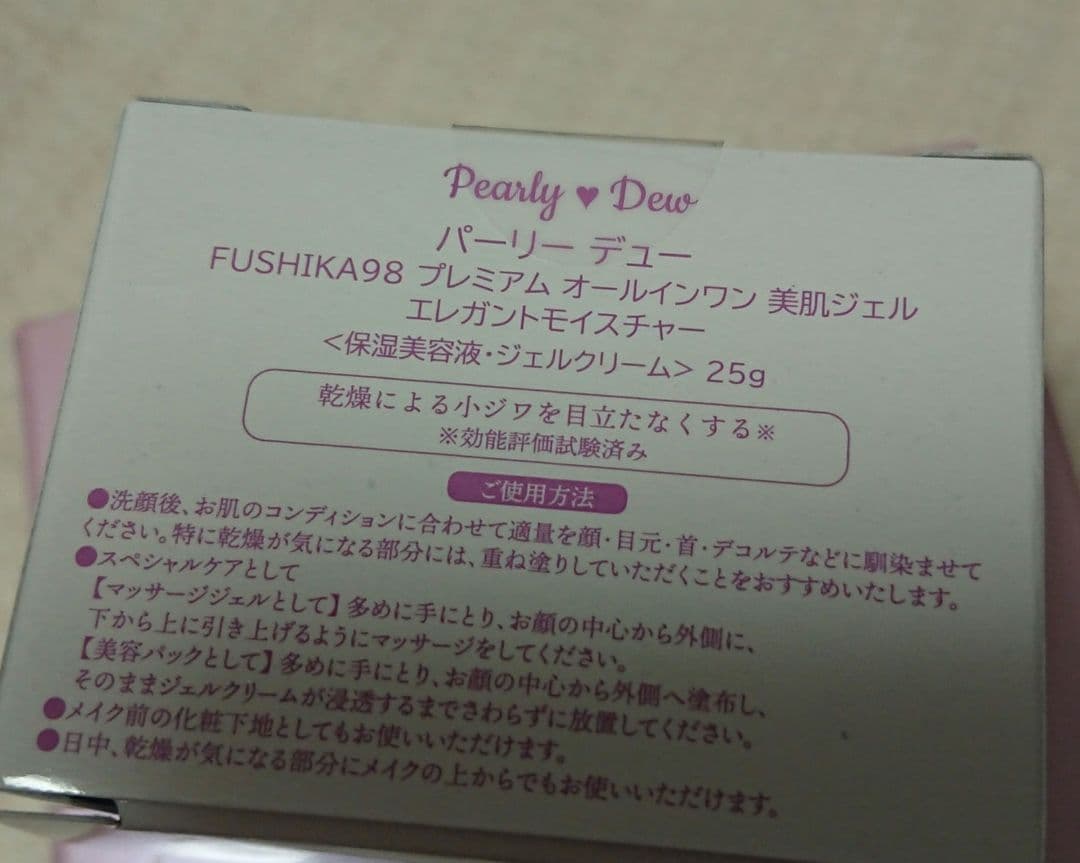 Pearly ♥ Dew
パーリー デュー
FUSHIKA98 プレミアム オールインワン 美肌ジェル
エレガントモイスチャー
<保湿美容液・ジェルクリーム> 25g
乾燥による小ジワを目立たなくする※
※効能評価試験済み
ご使用方法
●洗顔後、お肌のコンディションに合わせて適量を顔・目元・首・デコルテなどに馴染ませて
ください。特に乾燥が気になる部分には、重ね塗りしていただくことをおすすめいたします。
●スペシャルケアとして
【マッサージジェルとして】多めに手にとり、お顔の中心から外側に、
下から上に引き上げるようにマッサージをしてください。
【美容パックとして】多めに手にとり、お顔の中心から外側へ塗布し、
そのままジェルクリームが浸透するまでさわらずに放置してください。
●メイク前の化粧下地としてもお使いいただけます。
●日中、乾燥が気になる部分にメイクの上からでもお使いいただけます。